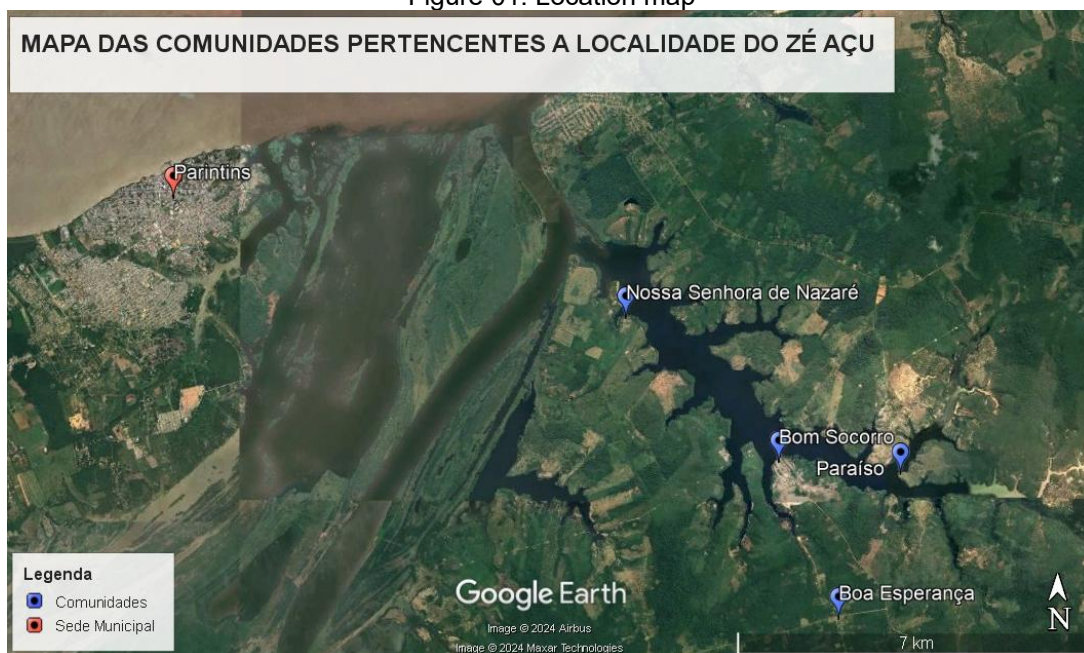 Figure 01: Location map
MAPA DAS COMUNIDADES PERTENCENTES A LOCALIDADE DO ZÉ AÇU
Parintins
Nossa Senhora de Nazaré
Bom Socorro
Paraíso
Boa Esperança
Legenda
Comunidades
Sede Municipal
Google Earth
Image © 2024 Airbus
Image © 2024 Maxar Technologies
7 km
N